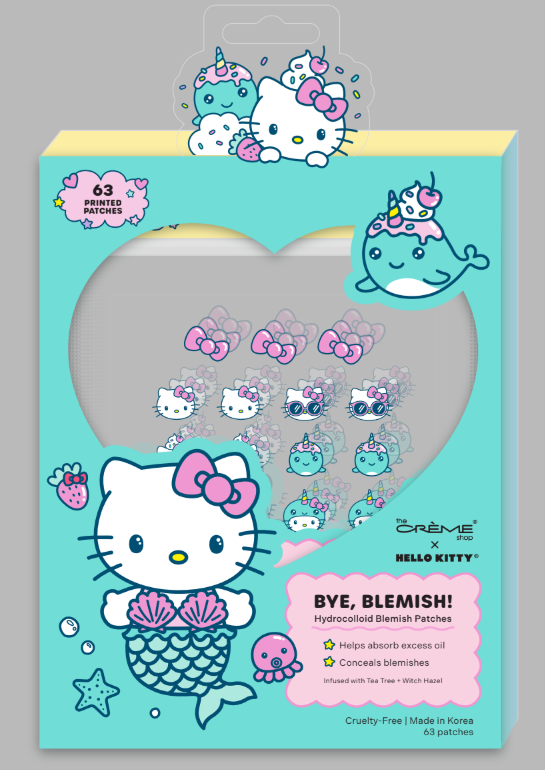 63
PRINTED
PATCHES
the
CRÈME®
shop
×
HELLO KITTY®
BYE, BLEMISH!
Hydrocolloid Blemish Patches
Helps absorb excess oil
Conceals blemishes
Infused with Tea Tree + Witch Hazel
Cruelty-Free | Made in Korea
63 patches